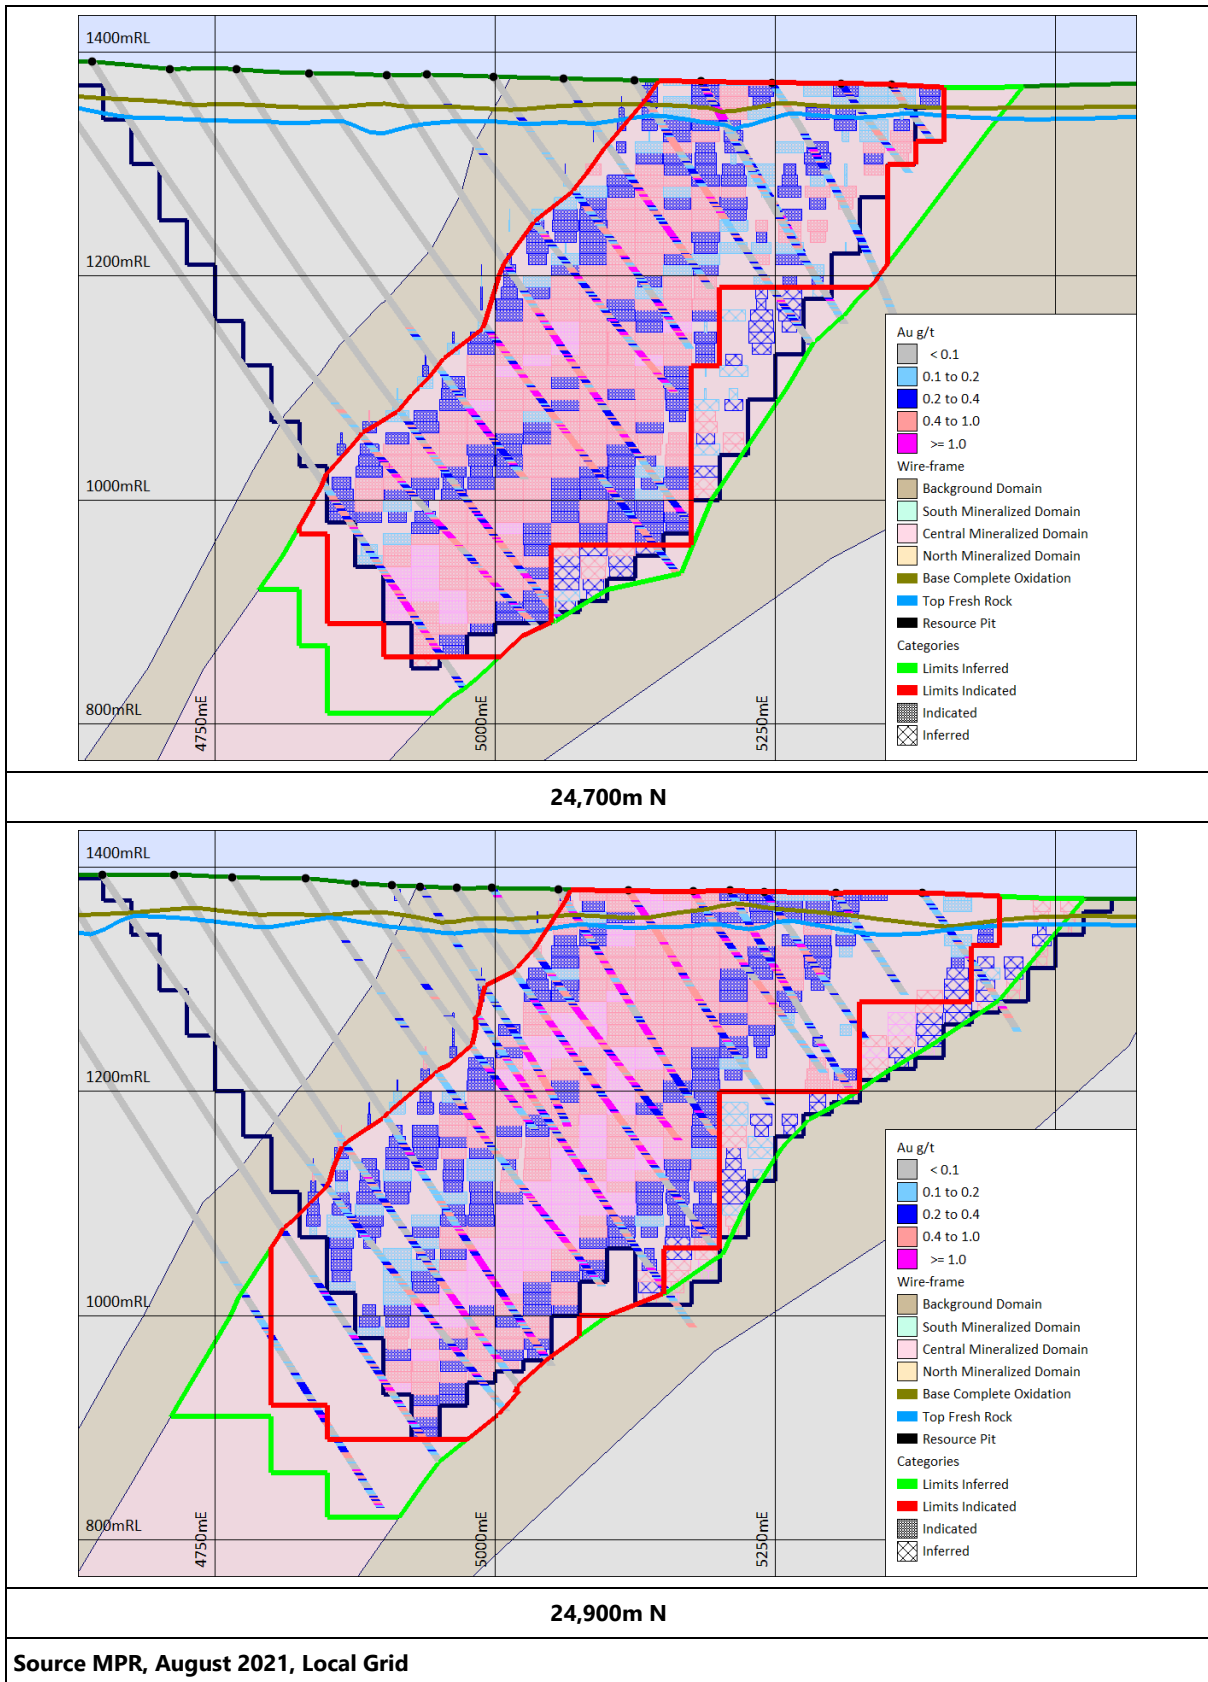 1400mRL
1200mRL
1000mRL
800mRL
4750mE
5000mE
5250mE
Au g/t
< 0.1
0.1 to 0.2
0.2 to 0.4
0.4 to 1.0
>= 1.0
Wire-frame
Background Domain
South Mineralized Domain
Central Mineralized Domain
North Mineralized Domain
Base Complete Oxidation
Top Fresh Rock
Resource Pit
Categories
Limits Inferred
Limits Indicated
Indicated
Inferred
24,700m N
1400mRL
1200mRL
1000mRL
800mRL
4750mE
5000mE
5250mE
Au g/t
< 0.1
0.1 to 0.2
0.2 to 0.4
0.4 to 1.0
>= 1.0
Wire-frame
Background Domain
South Mineralized Domain
Central Mineralized Domain
North Mineralized Domain
Base Complete Oxidation
Top Fresh Rock
Resource Pit
Categories
Limits Inferred
Limits Indicated
Indicated
Inferred
24,900m N
Source MPR, August 2021, Local Grid